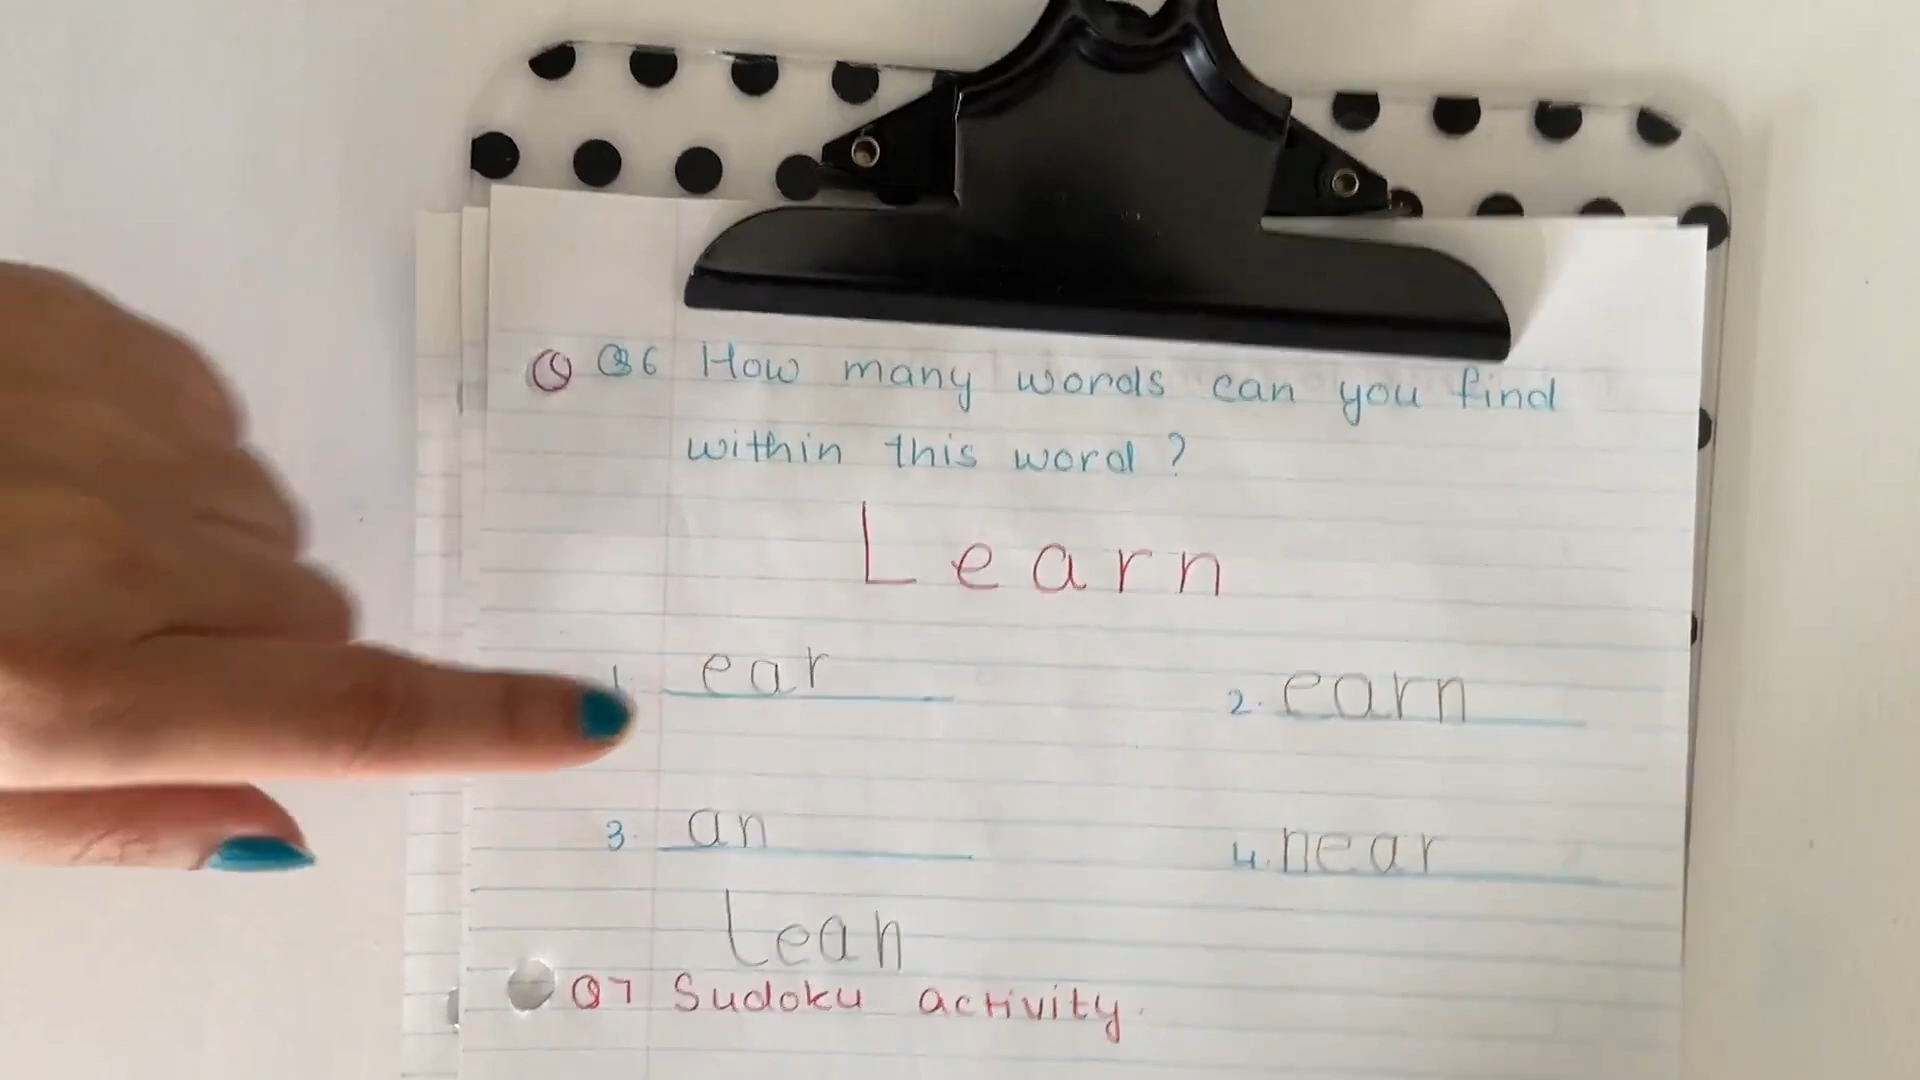 Q6 How many words can you find
within this word?
Learn
1. ear 2. earn
3. an 4. near
Lean
Q7 Sudoku activity.